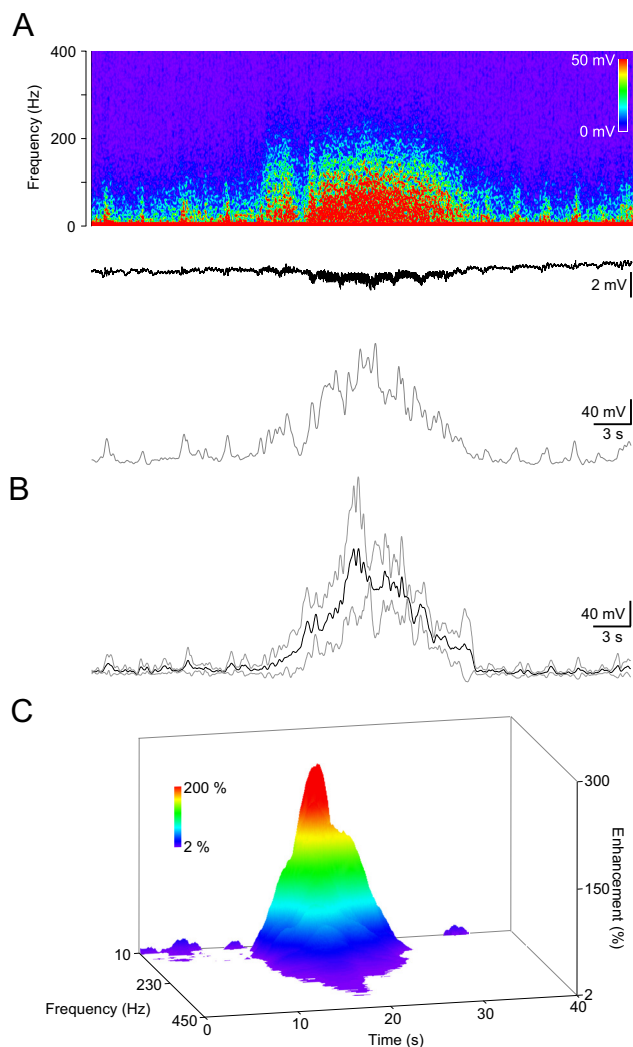 A
400
200
0
Frequency (Hz)
50 mV
0 mV
2 mV
40 mV
3 s
B
40 mV
3 s
C
200 %
2 %
300
150
2
Enhancement (%)
10
230
450
Frequency (Hz)
0
10
20
30
40
Time (s)